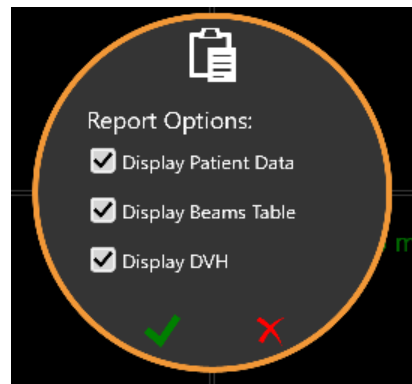 Report Options:
Display Patient Data
Display Beams Table
Display DVH
m